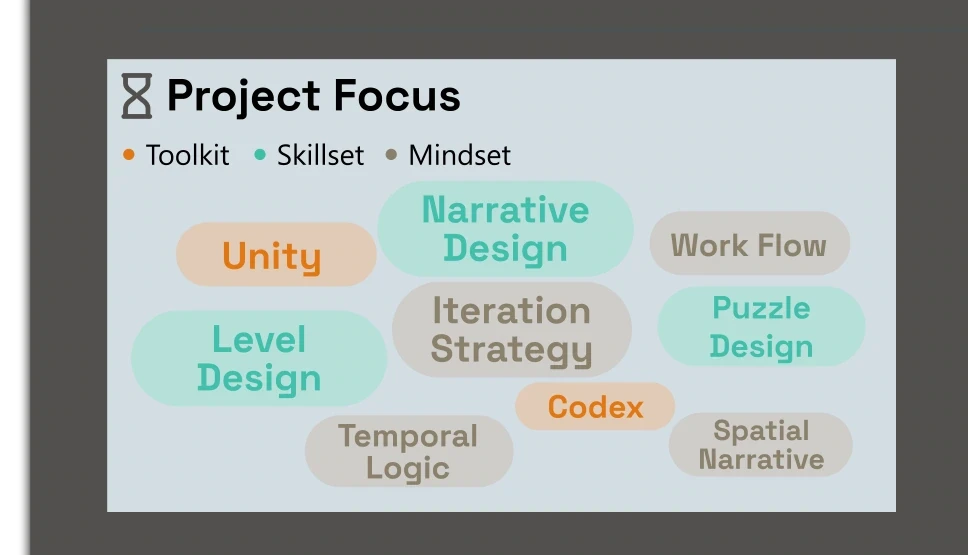 Project Focus
Toolkit Skillset Mindset
Narrative
Design
Unity
Work Flow
Iteration
Strategy
Puzzle
Design
Level
Design
Codex
Temporal
Logic
Spatial
Narrative